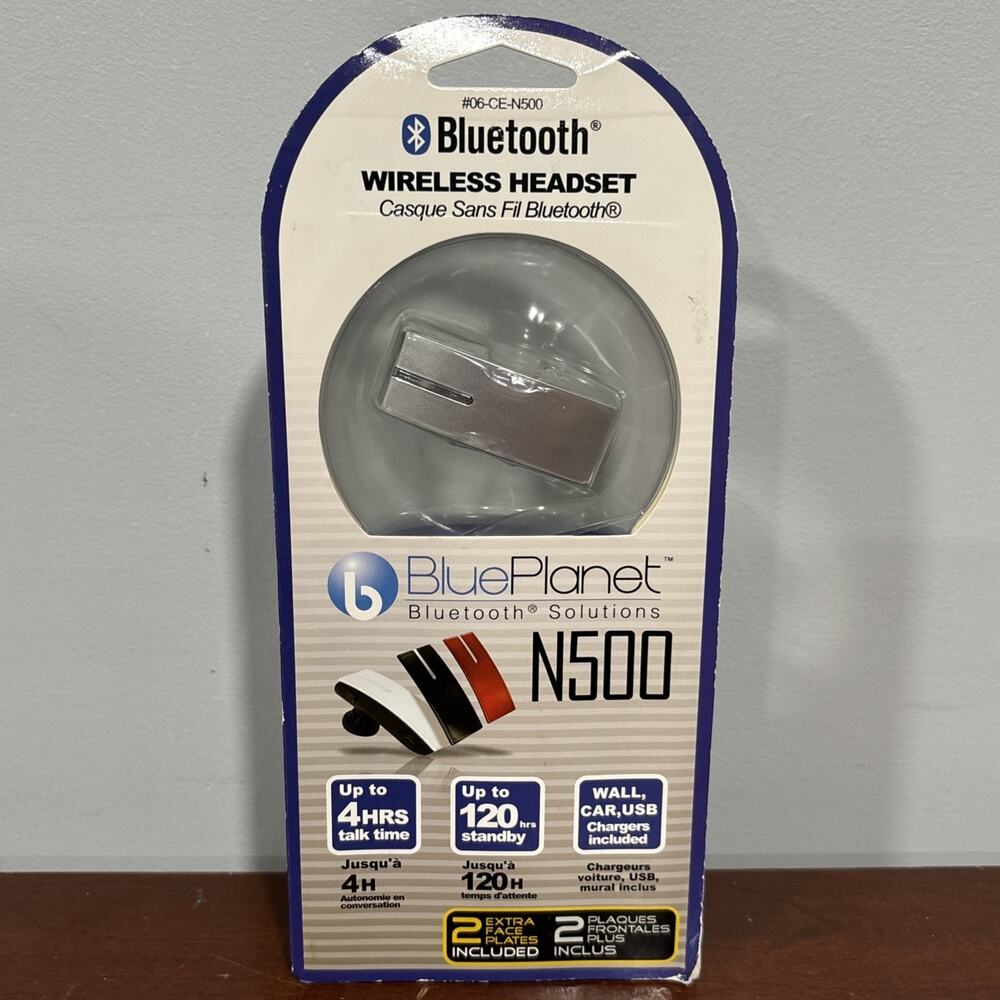 #06-CE-N500
Bluetooth®
WIRELESS HEADSET
Casque Sans Fil Bluetooth®
b BluePlanet™
Bluetooth® Solutions
N500
Up to
4HRS
talk time
Jusqu'à
4H
Autonomie en
conversation
Up to
120hrs
standby
Jusqu'à
120H
temps d'attente
WALL,
CAR,USB
Chargers
included
Chargeurs
voiture, USB,
mural inclus
2 EXTRA
FACE
PLATES
INCLUDED
2 PLAQUES
FRONTALES
PLUS
INCLUS